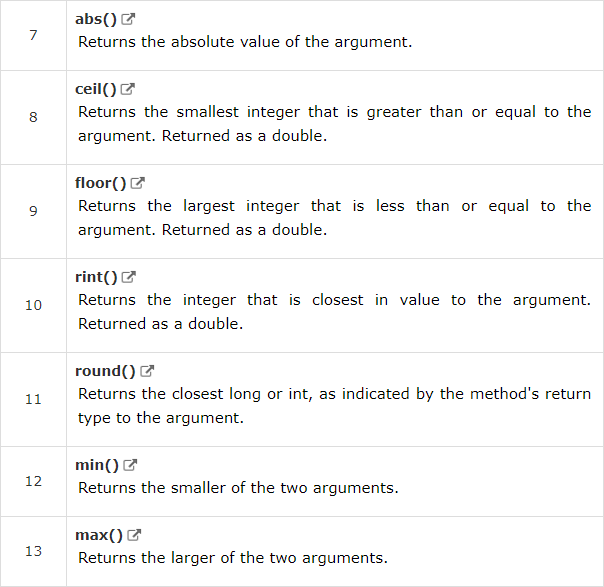 7
abs()
Returns the absolute value of the argument.
8
ceil()
Returns the smallest integer that is greater than or equal to the
argument. Returned as a double.
9
floor()
Returns the largest integer that is less than or equal to the
argument. Returned as a double.
10
rint()
Returns the integer that is closest in value to the argument.
Returned as a double.
11
round()
Returns the closest long or int, as indicated by the method's return
type to the argument.
12
min()
Returns the smaller of the two arguments.
13
max()
Returns the larger of the two arguments.